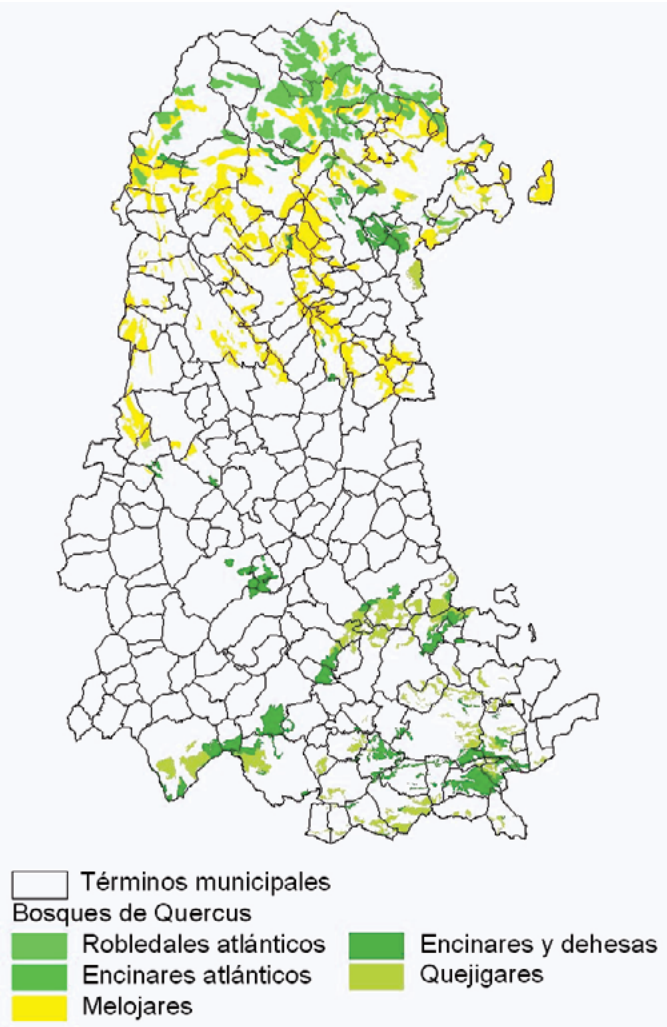 Términos municipales
Bosques de Quercus
Robledales atlánticos
Encinares atlánticos
Melojares
Encinares y dehesas
Quejigares